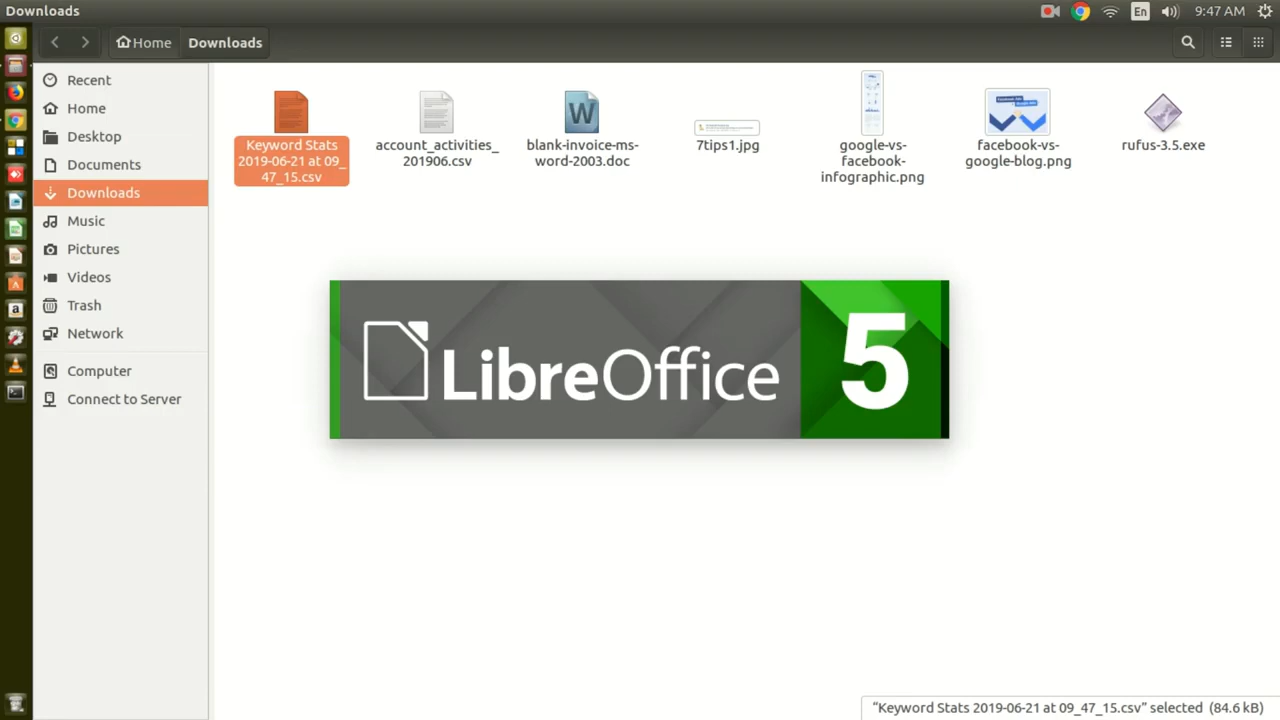 Downloads
En
9:47 AM
Home
Downloads
Recent
Home
Desktop
Documents
Downloads
Music
Pictures
Videos
Trash
Network
Computer
Connect to Server
Keyword Stats
2019-06-21 at 09_
47_15.csv
account_activities_
201906.csv
W
blank-invoice-ms-
word-2003.doc
7tips1.jpg
google-vs-
facebook-
infographic.png
facebook-vs-
google-blog.png
rufus-3.5.exe
LibreOffice 5
“Keyword Stats 2019-06-21 at 09_47_15.csv” selected (84.6 kB)